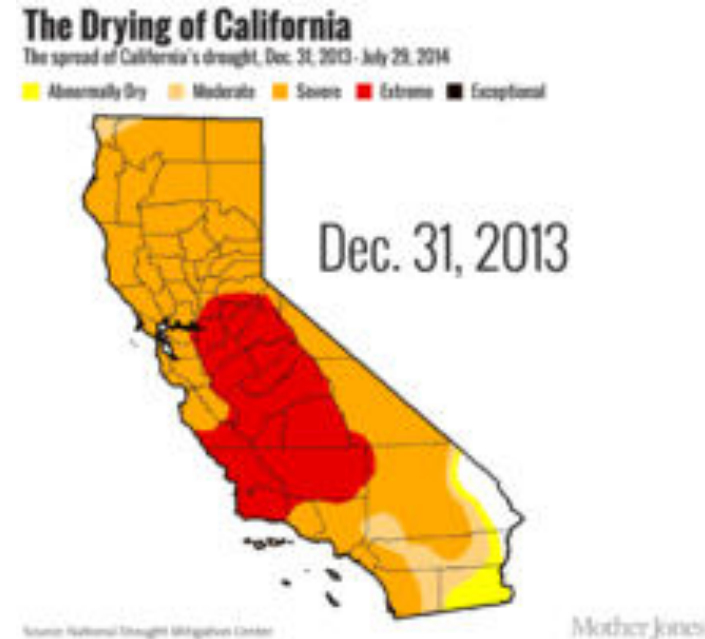 The Drying of California
The spread of California's drought, Dec. 31, 2013 - July 29, 2014
Abnormally Dry Moderate Severe Extreme Exceptional
Dec. 31, 2013
Source: National Drought Mitigation Center
Mother Jones